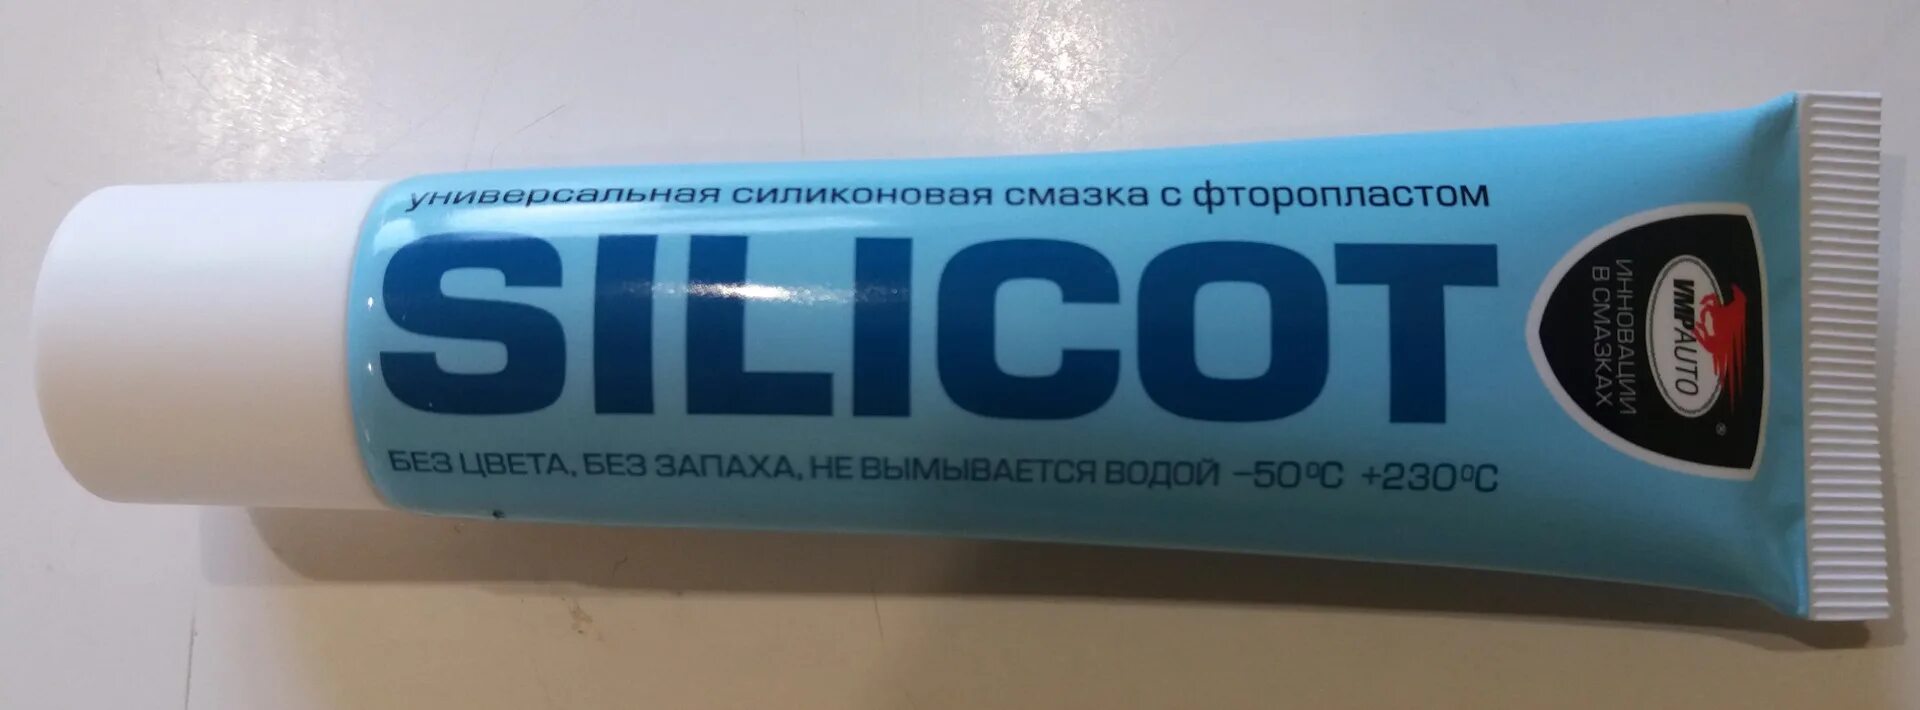 универсальная силиконовая смазка с фторопластом
SILICOT
БЕЗ ЦВЕТА, БЕЗ ЗАПАХА, НЕ ВЫМЫВАЕТСЯ ВОДОЙ –50°С +230°С
ИННОВАЦИИ
В СМАЗКАХ
VMPAUTO
®